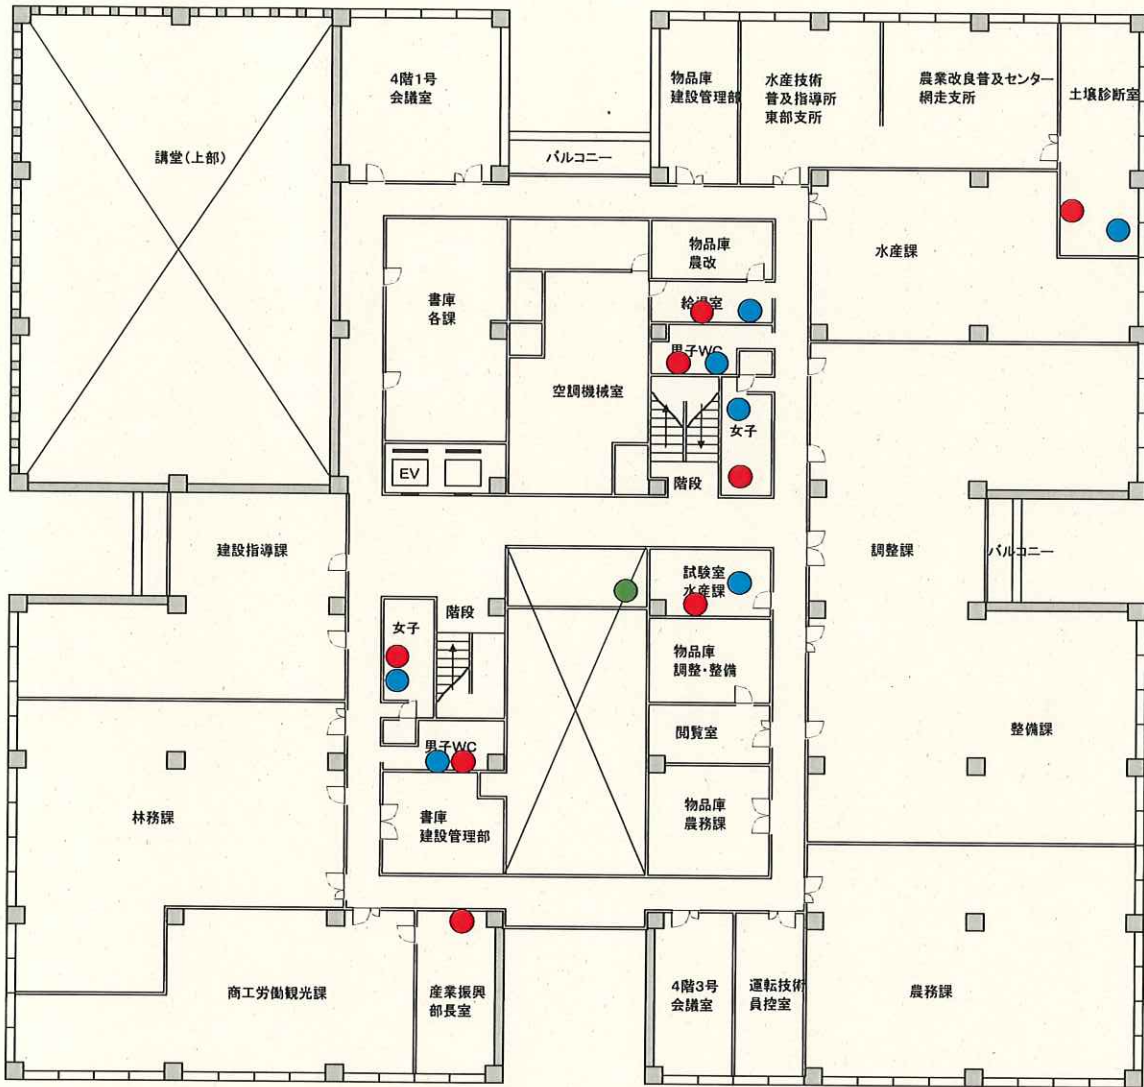 4階1号
会議室
物品庫
建設管理部
水産技術
普及指導所
東部支所
農業改良普及センター
網走支所
土壌診断室
講堂(上部)
バルコニー
物品庫
農改
水産課
書庫
各課
給湯室
男子WC
空調機械室
女子
EV
階段
建設指導課
調整課
バルコニー
試験室
水産課
階段
女子
物品庫
調整・整備
閲覧室
整備課
男子WC
林務課
書庫
建設管理部
物品庫
農務課
商工労働観光課
産業振興
部長室
4階3号
会議室
運転技術
員控室
農務課